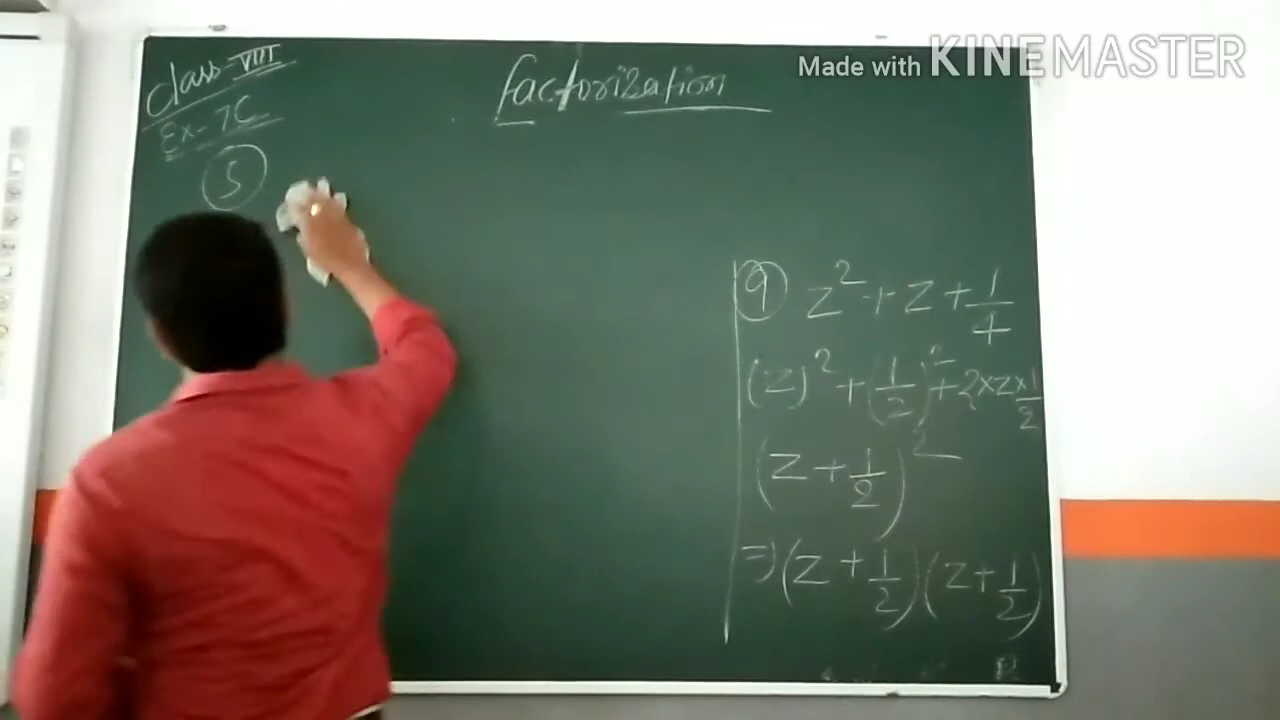 Made with KINEMASTER
Class-VIII
Factorization
Ex-7C
5
9 z² + z + 1/4
(z)² + (1/2)² + 2×z×1/2
(z + 1/2)²
⇒ (z + 1/2)(z + 1/2)